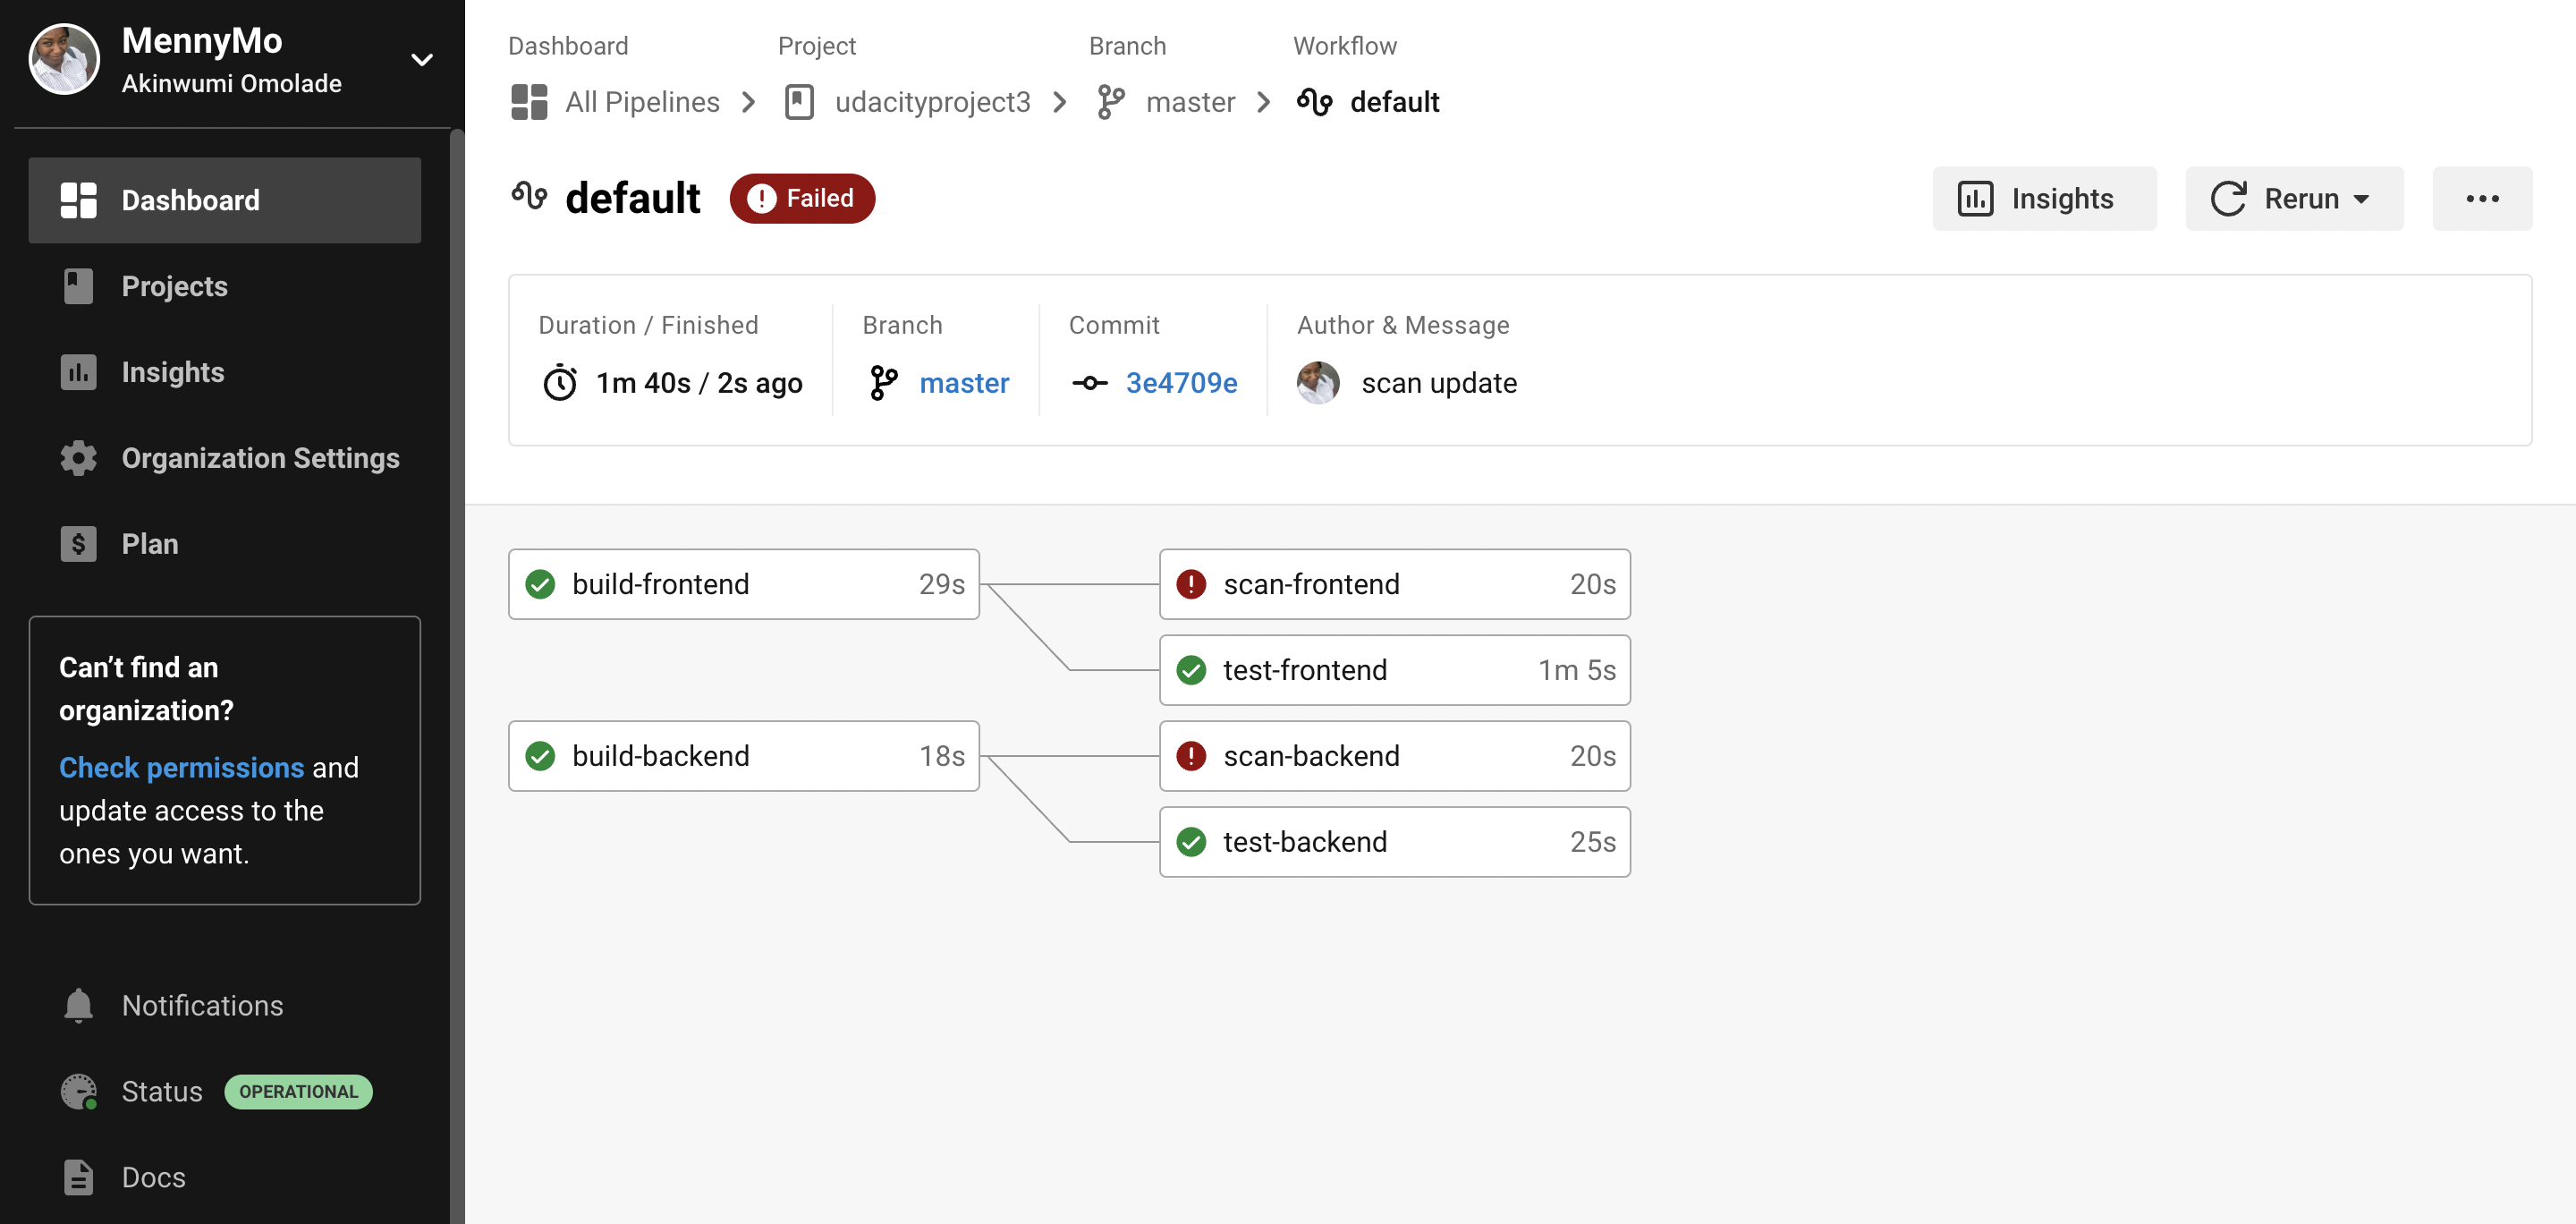 MennyMo
Akinwumi Omolade
Dashboard
Projects
Insights
Organization Settings
Plan
Can’t find an
organization?
Check permissions and
update access to the
ones you want.
Notifications
Status OPERATIONAL
Docs
Dashboard Project Branch Workflow
All Pipelines udacityproject3 master default
default Failed Insights Rerun
Duration / Finished Branch Commit Author & Message
1m 40s / 2s ago master 3e4709e scan update
build-frontend 29s scan-frontend 20s
test-frontend 1m 5s
build-backend 18s scan-backend 20s
test-backend 25s